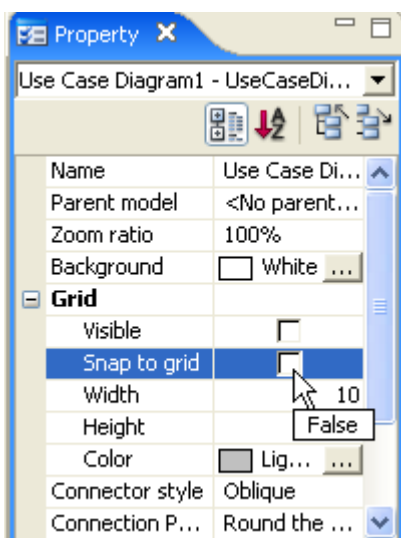 Property
Use Case Diagram1 - UseCaseDi...
Name Use Case Di...
Parent model <No parent...
Zoom ratio 100%
Background White ...
Grid
Visible
Snap to grid
Width 10
Height False
Color Lig... ...
Connector style Oblique
Connection P... Round the ...